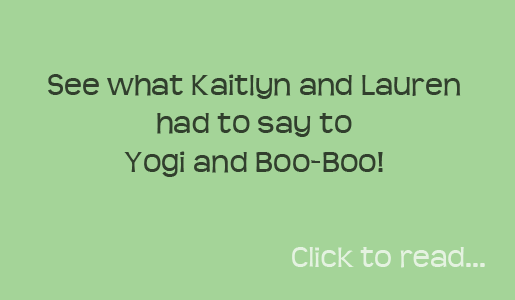 See what Kaitlyn and Lauren
had to say to
Yogi and Boo-Boo!
Click to read...